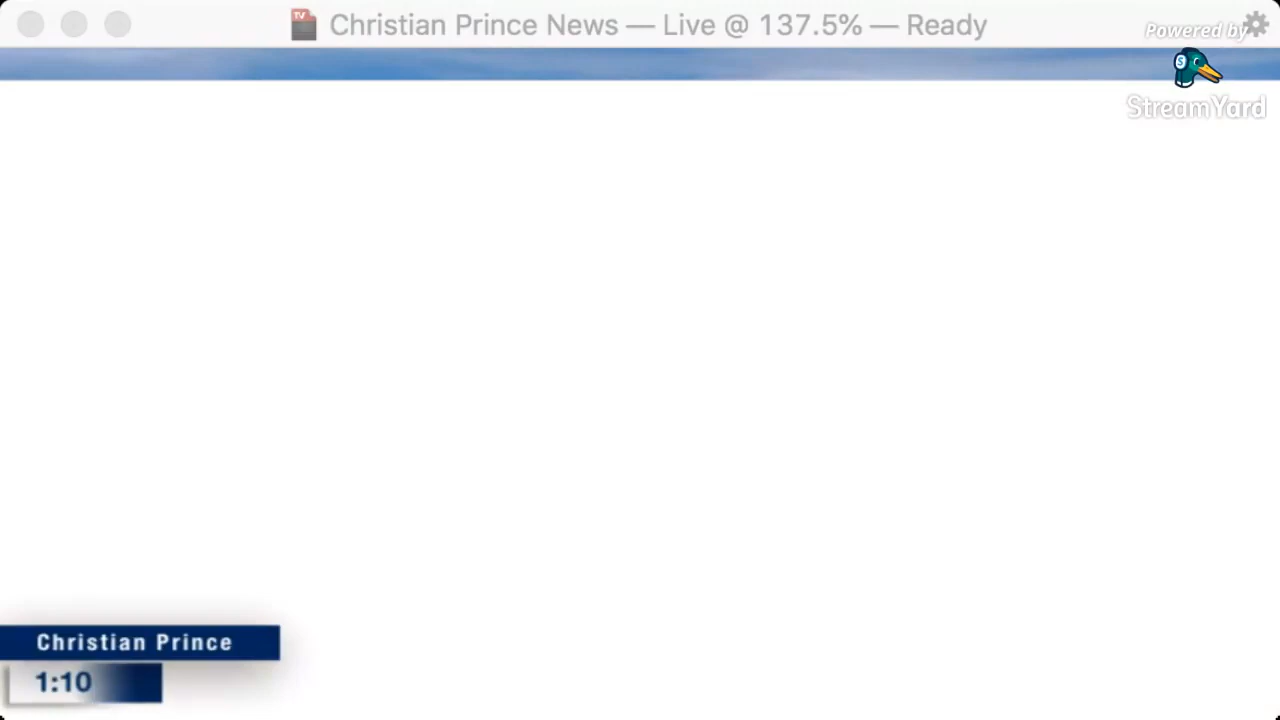 Christian Prince News — Live @ 137.5% — Ready
Powered by
StreamYard
Christian Prince
1:10